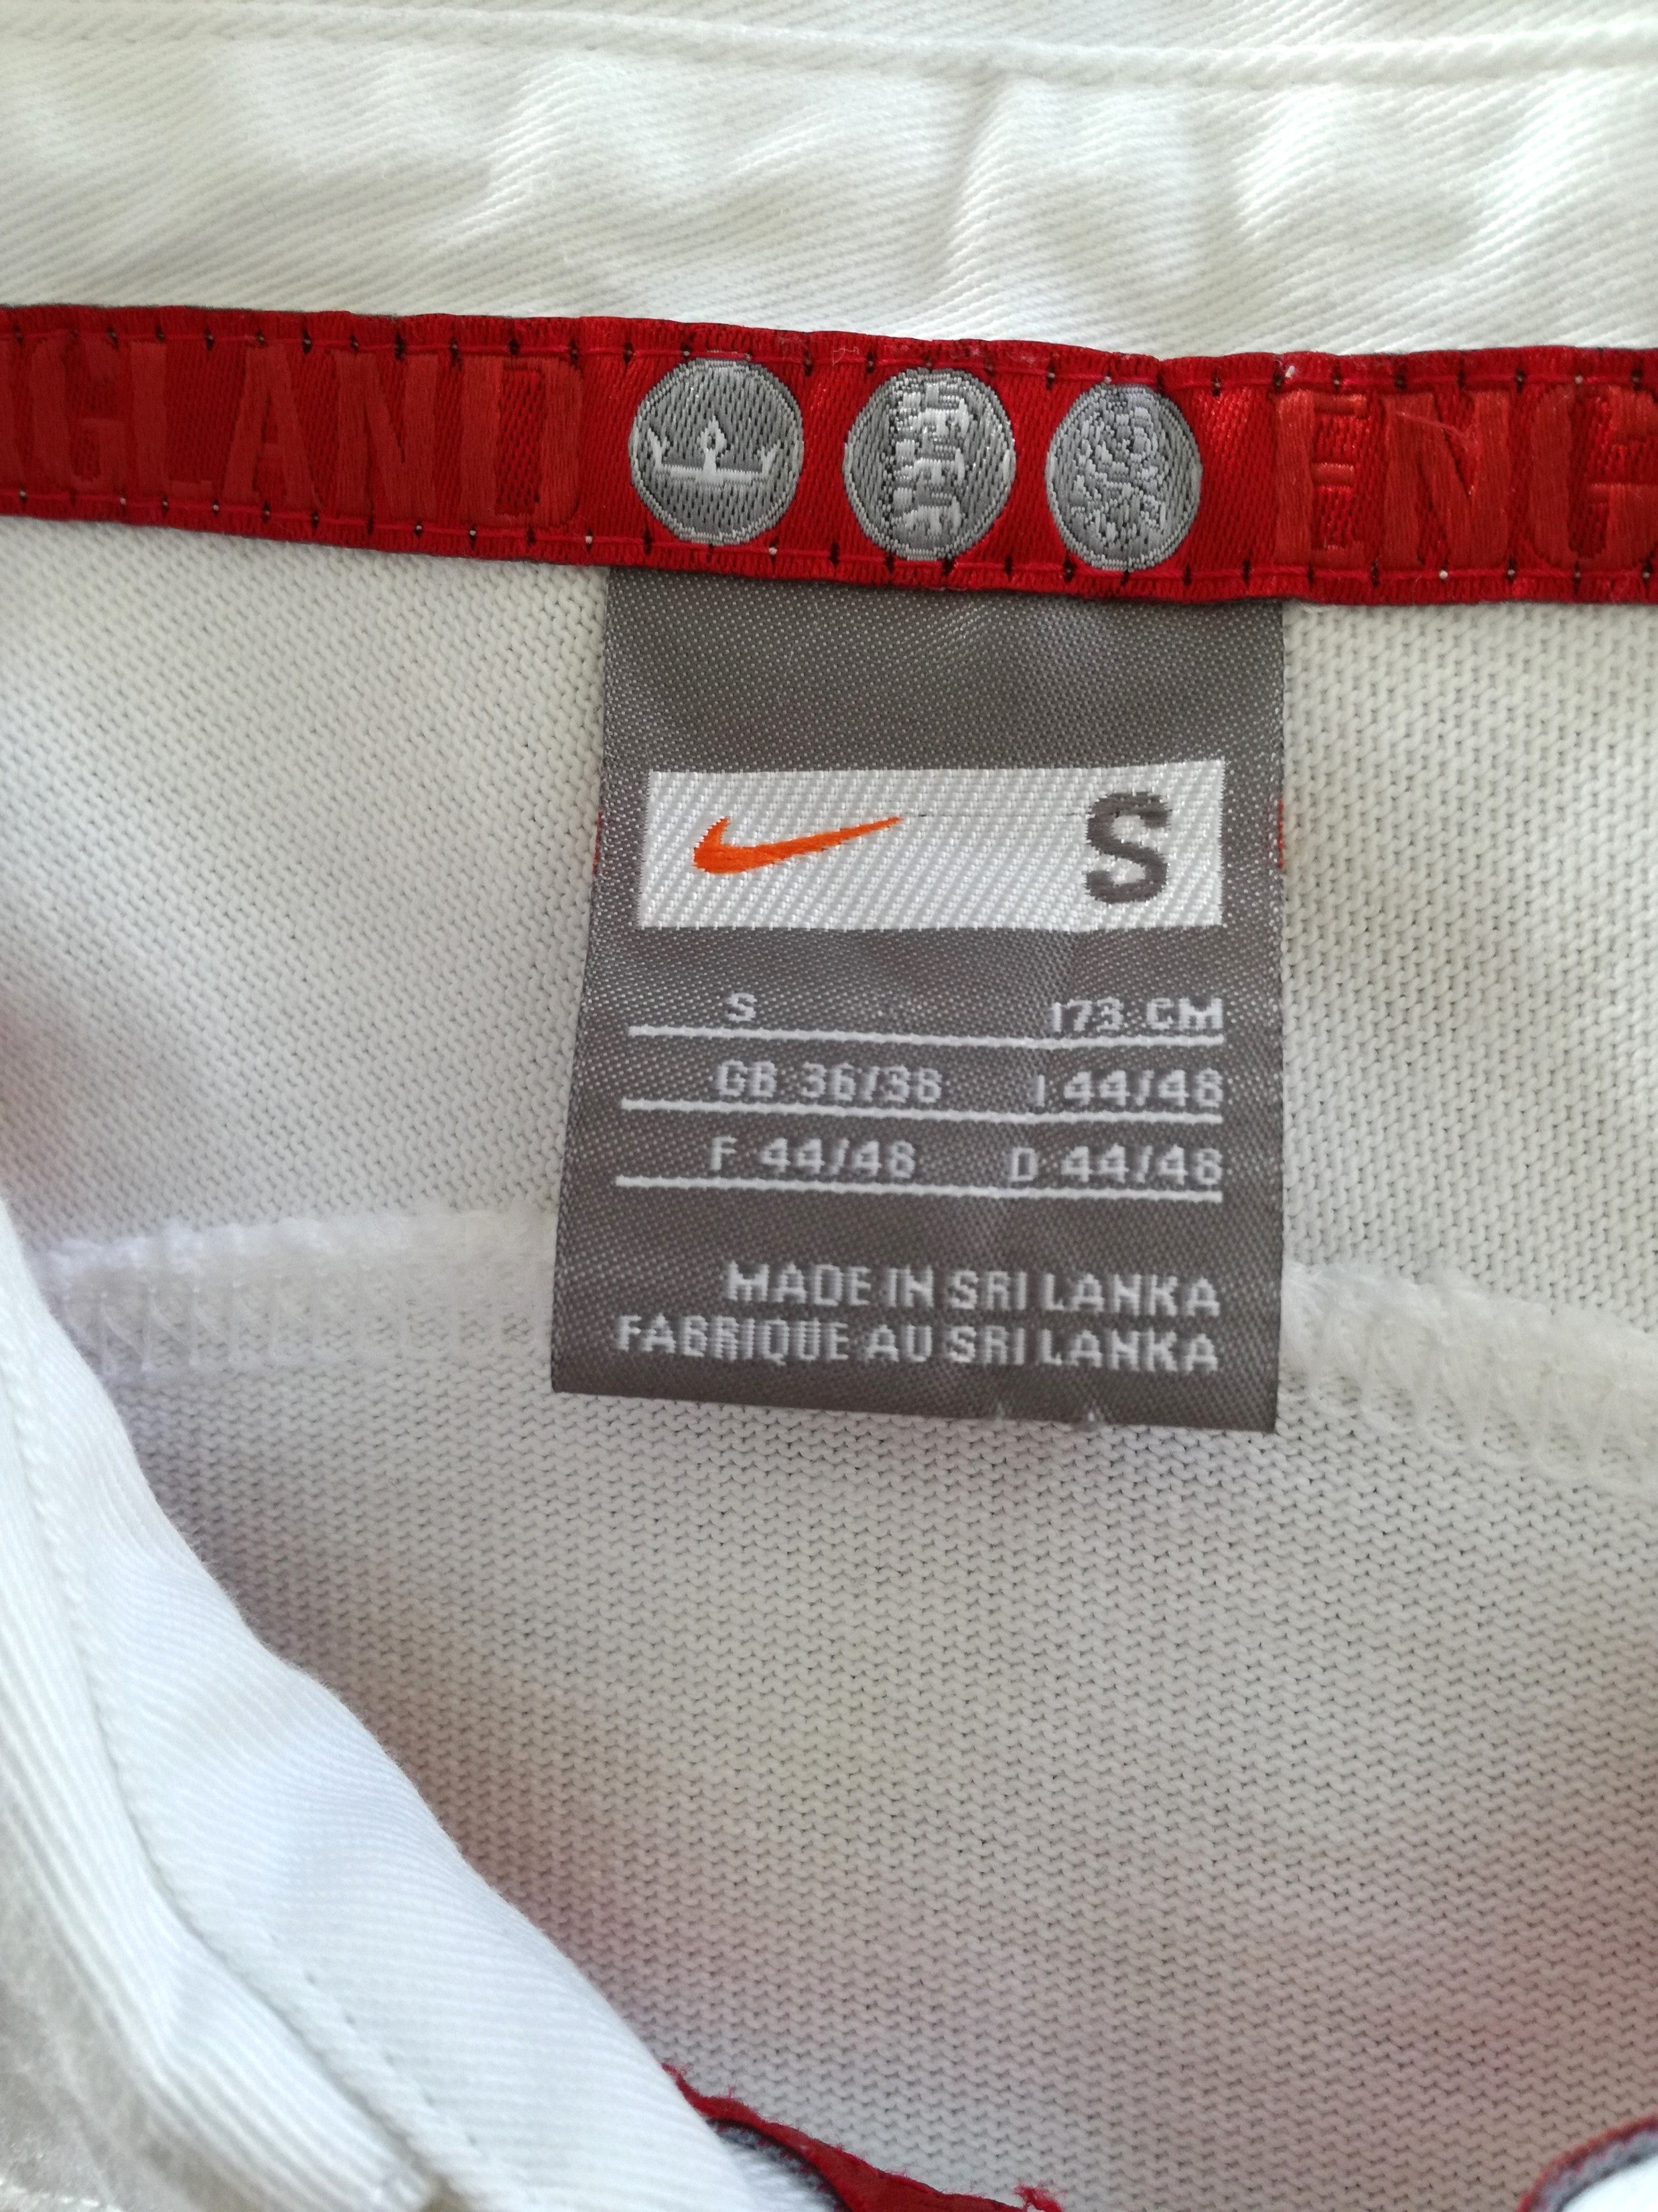 GLAND ENG
S
S 173 CM
GB 36/38 I 44/48
F 44/48 D 44/48
MADE IN SRI LANKA
FABRIQUE AU SRI LANKA